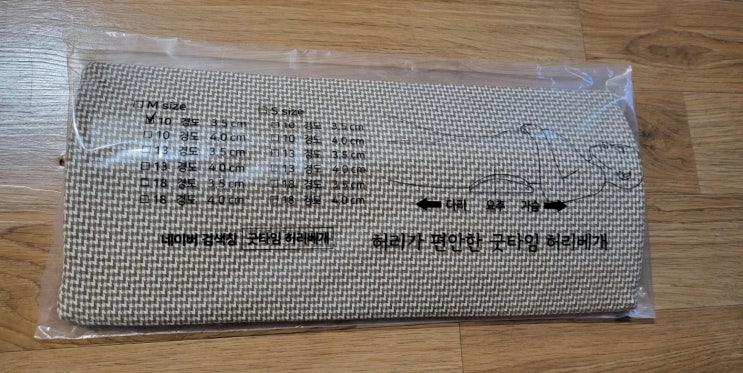 M size
10 경도 3.5 cm
10 경도 4.0 cm
13 경도 3.5 cm
13 경도 4.0 cm
18 경도 3.5 cm
18 경도 4.0 cm
S size
10 경도 3.5 cm
10 경도 4.0 cm
13 경도 3.5 cm
13 경도 4.0 cm
18 경도 3.5 cm
18 경도 4.0 cm
다리 요추 가슴
네이버 검색창 굿타임 허리베개
허리가 편안한 굿타임 허리베개